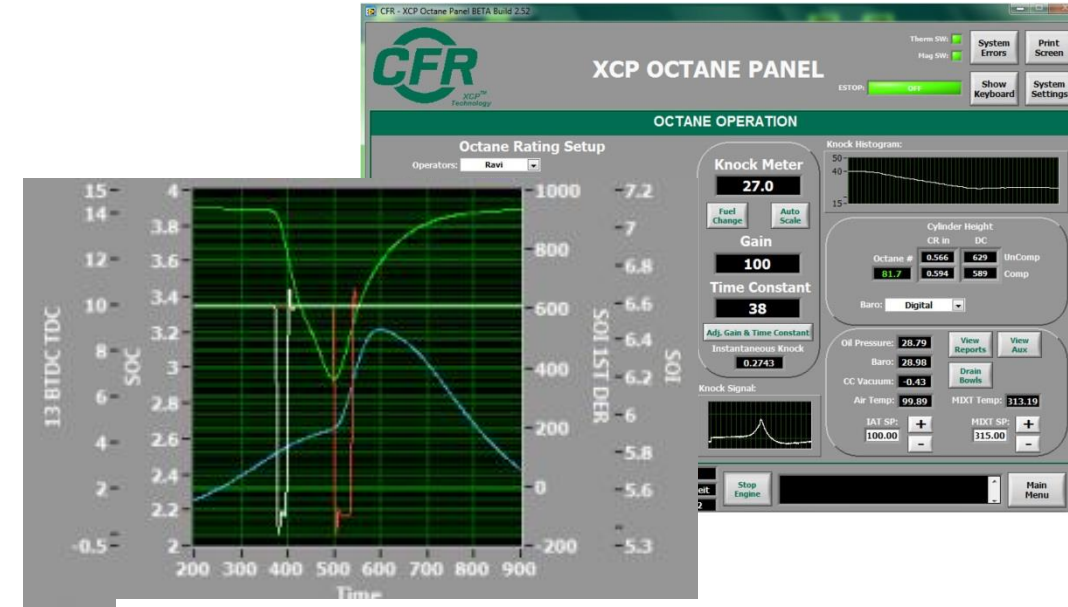 CFR - XCP Octane Panel BETA Build 2.52
CFR
XCP™
Technology
XCP OCTANE PANEL
Therm SW:
Mag SW:
ESTOP: OFF
System Errors
Print Screen
Show Keyboard
System Settings
OCTANE OPERATION
Octane Rating Setup
Operators: Ravi
Knock Meter
27.0
Fuel Change
Auto Scale
Gain
100
Time Constant
38
Adj. Gain & Time Constant
Instantaneous Knock
0.2743
Knock Signal:
Knock Histogram:
50
40
15
Cylinder Height
CR in DC
Octane # 0.566 629 UnComp
81.7 0.594 589 Comp
Baro: Digital
Oil Pressure: 28.79
Baro: 28.98
CC Vacuum: -0.43
Air Temp: 99.89
View Reports
View Aux
Drain Bowls
MIXT Temp: 313.19
IAT SP: +
100.00 -
MIXT SP: +
315.00 -
Stop Engine
Main Menu
13 BTDC TDC
15
14
12
10
8
6
4
2
-0.5
SOC
4
3.8
3.6
3.4
3.2
3
2.8
2.6
2.4
2.2
2
1000
800
600
400
200
0
-200
SOI 1ST DER
7.2
7
6.8
6.6
6.4
6.2
6
5.8
5.6
5.3
SOI
200 300 400 500 600 700 800 900
Time